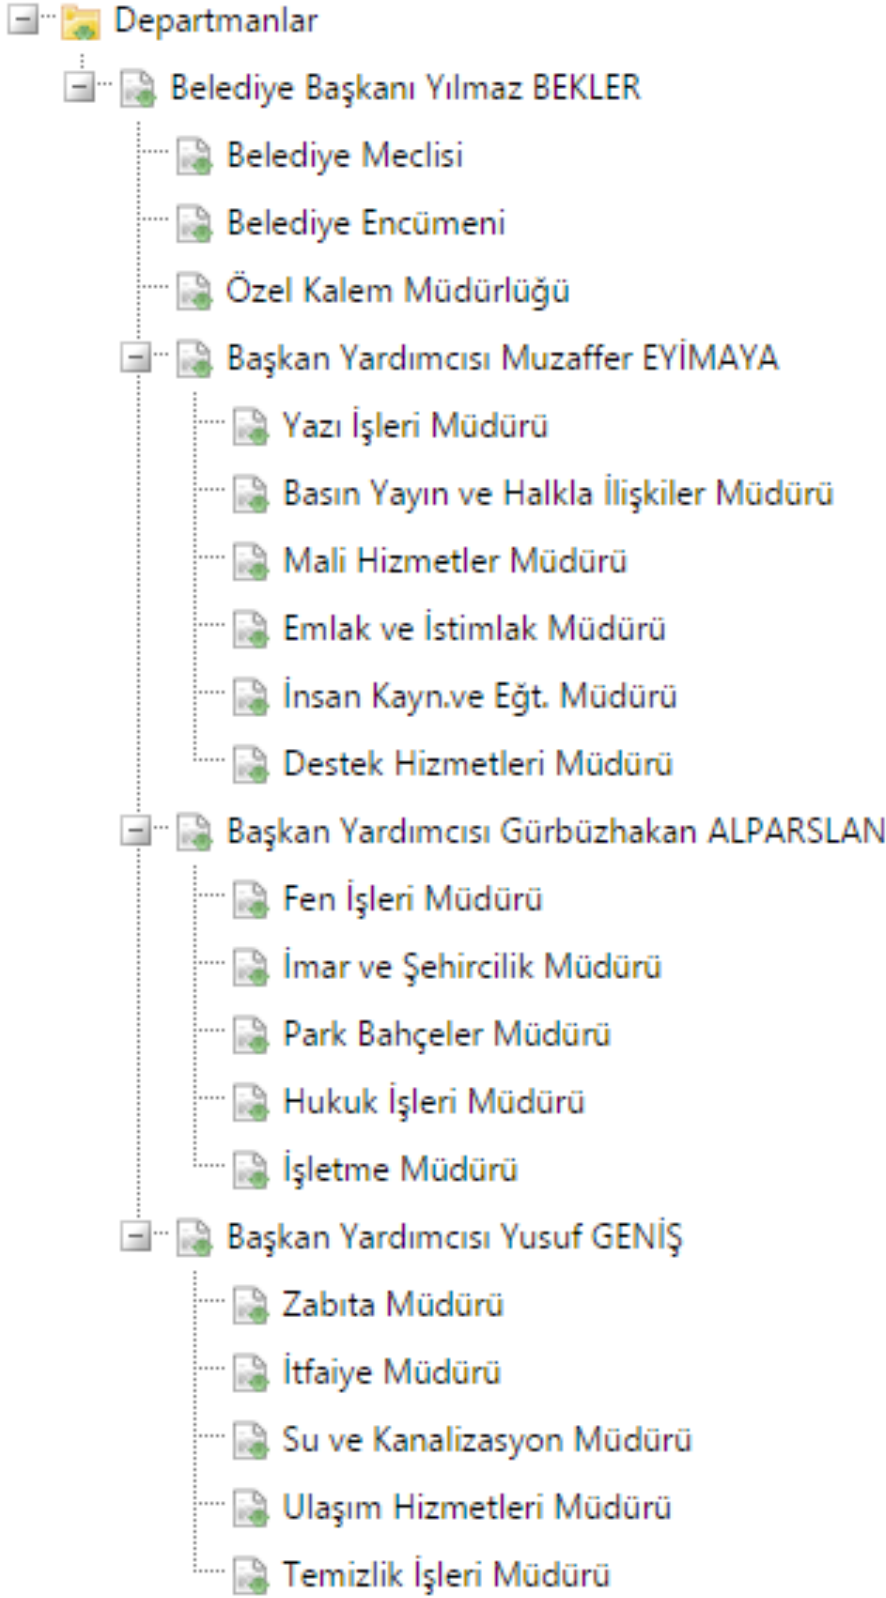 Departmanlar
Belediye Başkanı Yılmaz BEKLER
Belediye Meclisi
Belediye Encümeni
Özel Kalem Müdürlüğü
Başkan Yardımcısı Muzaffer EYİMAYA
Yazı İşleri Müdürü
Basın Yayın ve Halkla İlişkiler Müdürü
Mali Hizmetler Müdürü
Emlak ve İstimlak Müdürü
İnsan Kayn.ve Eğt. Müdürü
Destek Hizmetleri Müdürü
Başkan Yardımcısı Gürbüzhakan ALPARSLAN
Fen İşleri Müdürü
İmar ve Şehircilik Müdürü
Park Bahçeler Müdürü
Hukuk İşleri Müdürü
İşletme Müdürü
Başkan Yardımcısı Yusuf GENİŞ
Zabıta Müdürü
İtfaiye Müdürü
Su ve Kanalizasyon Müdürü
Ulaşım Hizmetleri Müdürü
Temizlik İşleri Müdürü